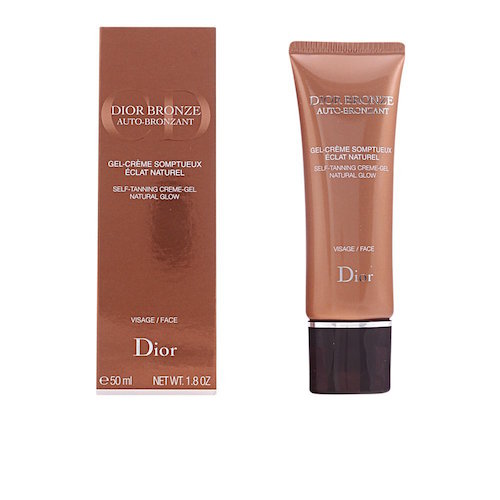 DIOR BRONZE
AUTO-BRONZANT
GEL-CRÈME SOMPTUEUX
ÉCLAT NATUREL
SELF-TANNING CREME-GEL
NATURAL GLOW
VISAGE / FACE
Dior
℮ 50 ml NET WT. 1.8 OZ
DIOR BRONZE
AUTO-BRONZANT
GEL-CRÈME SOMPTUEUX
ÉCLAT NATUREL
SELF-TANNING CREME-GEL
NATURAL GLOW
VISAGE / FACE
Dior